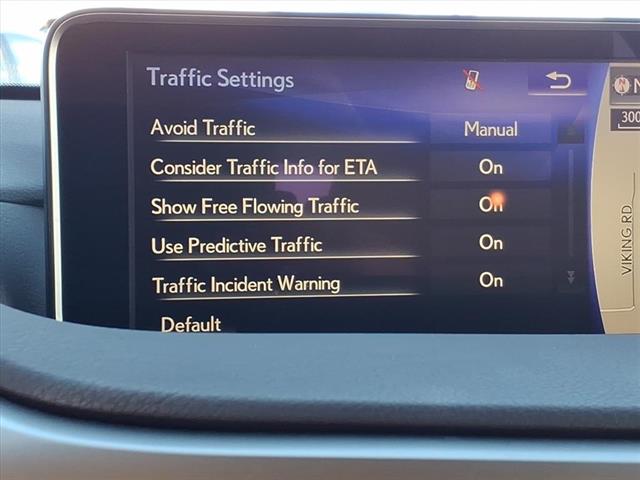 Traffic Settings
Avoid Traffic Manual
Consider Traffic Info for ETA On
Show Free Flowing Traffic On
Use Predictive Traffic On
Traffic Incident Warning On
Default
N
300
VIKING RD